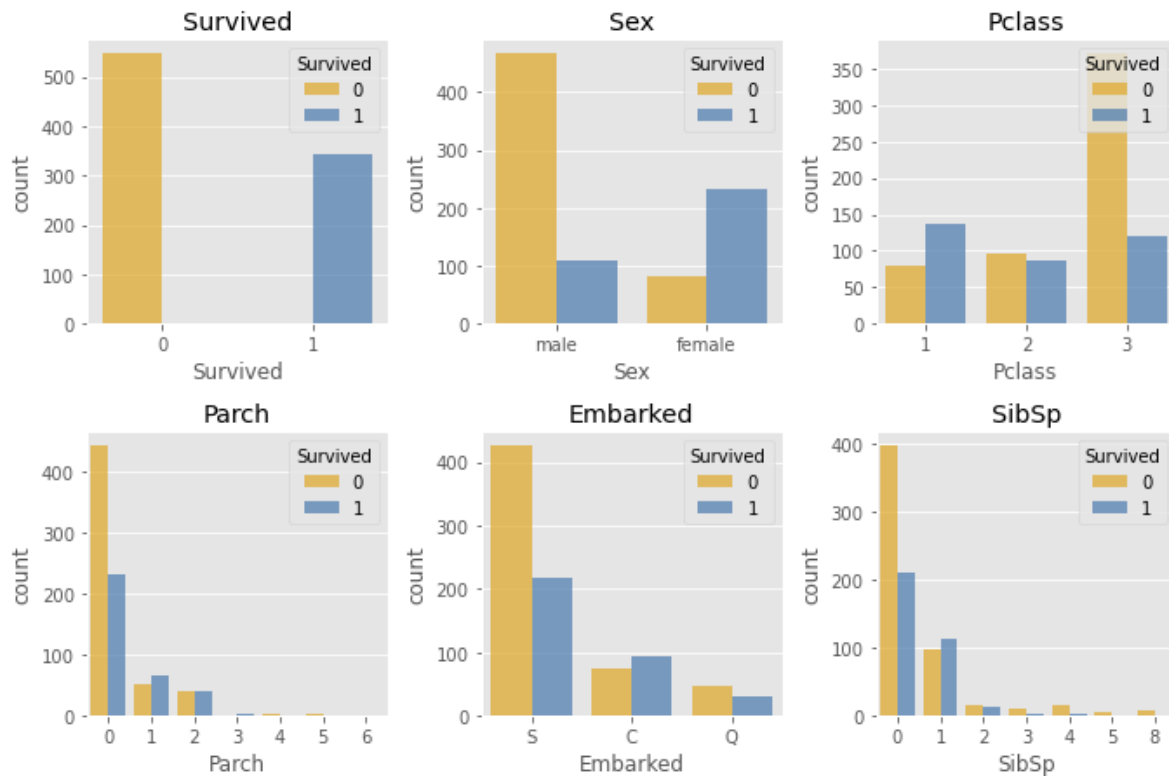 Survived
Sex
Pclass
500
400
300
200
100
0
count
Survived
0
1
0
1
Survived
400
300
200
100
0
count
Survived
0
1
male
female
Sex
350
300
250
200
150
100
50
0
count
Survived
0
1
1
2
3
Pclass
Parch
Embarked
SibSp
400
300
200
100
0
count
Survived
0
1
0
1
2
3
4
5
6
Parch
400
300
200
100
0
count
Survived
0
1
S
C
Q
Embarked
400
300
200
100
0
count
Survived
0
1
0
1
2
3
4
5
8
SibSp